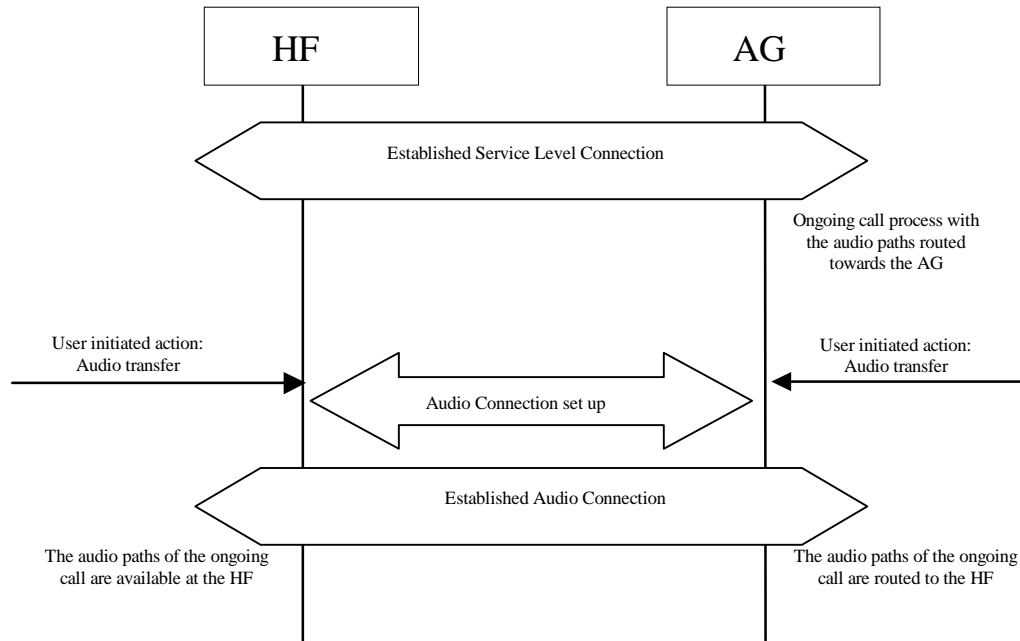 HF
AG
Established Service Level Connection
Ongoing call process with
the audio paths routed
towards the AG
User initiated action:
Audio transfer
User initiated action:
Audio transfer
Audio Connection set up
Established Audio Connection
The audio paths of the ongoing
call are available at the HF
The audio paths of the ongoing
call are routed to the HF